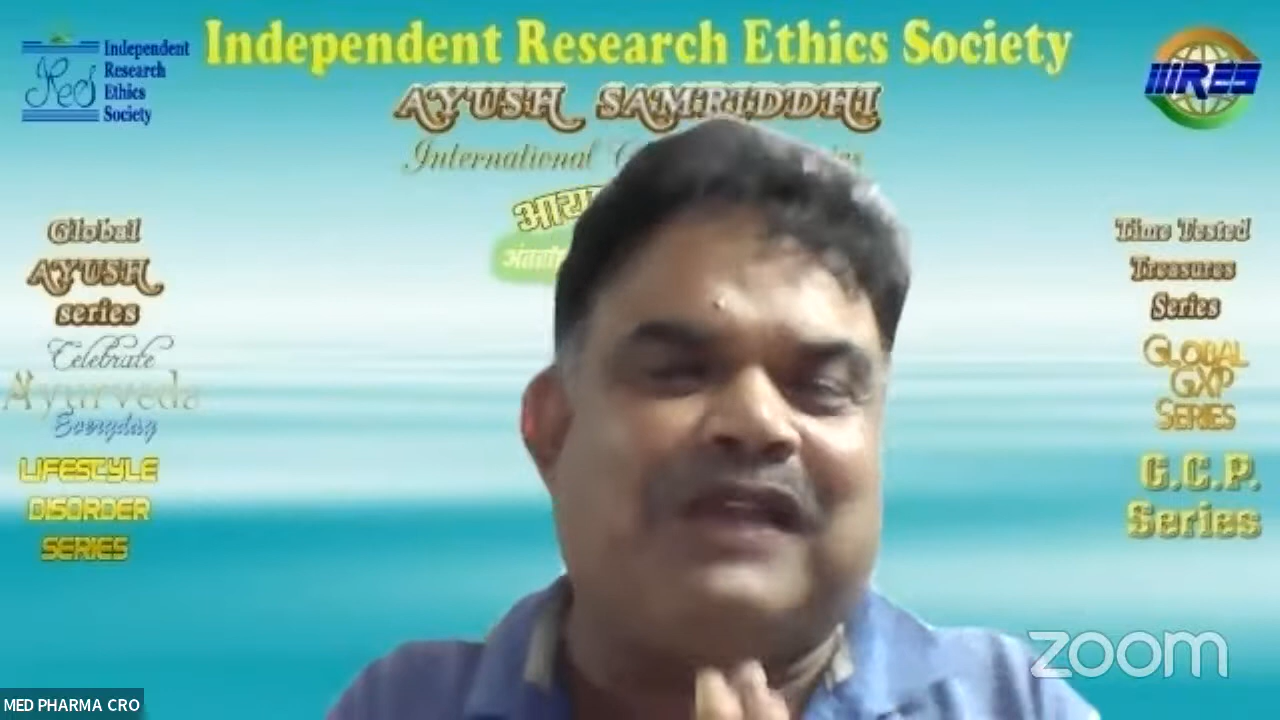 Independent Research Ethics Society
Independent
Research
Ethics
Society
IRES
AYUSH SAMRIDDHI
International
Global
AYUSH
series
Celebrate
Ayurveda
Everyday
LIFESTYLE
DISORDER
SERIES
Time Tested
Treasures
Series
GLOBAL
GXP
SERIES
G.C.P.
Series
zoom
MED PHARMA CRO